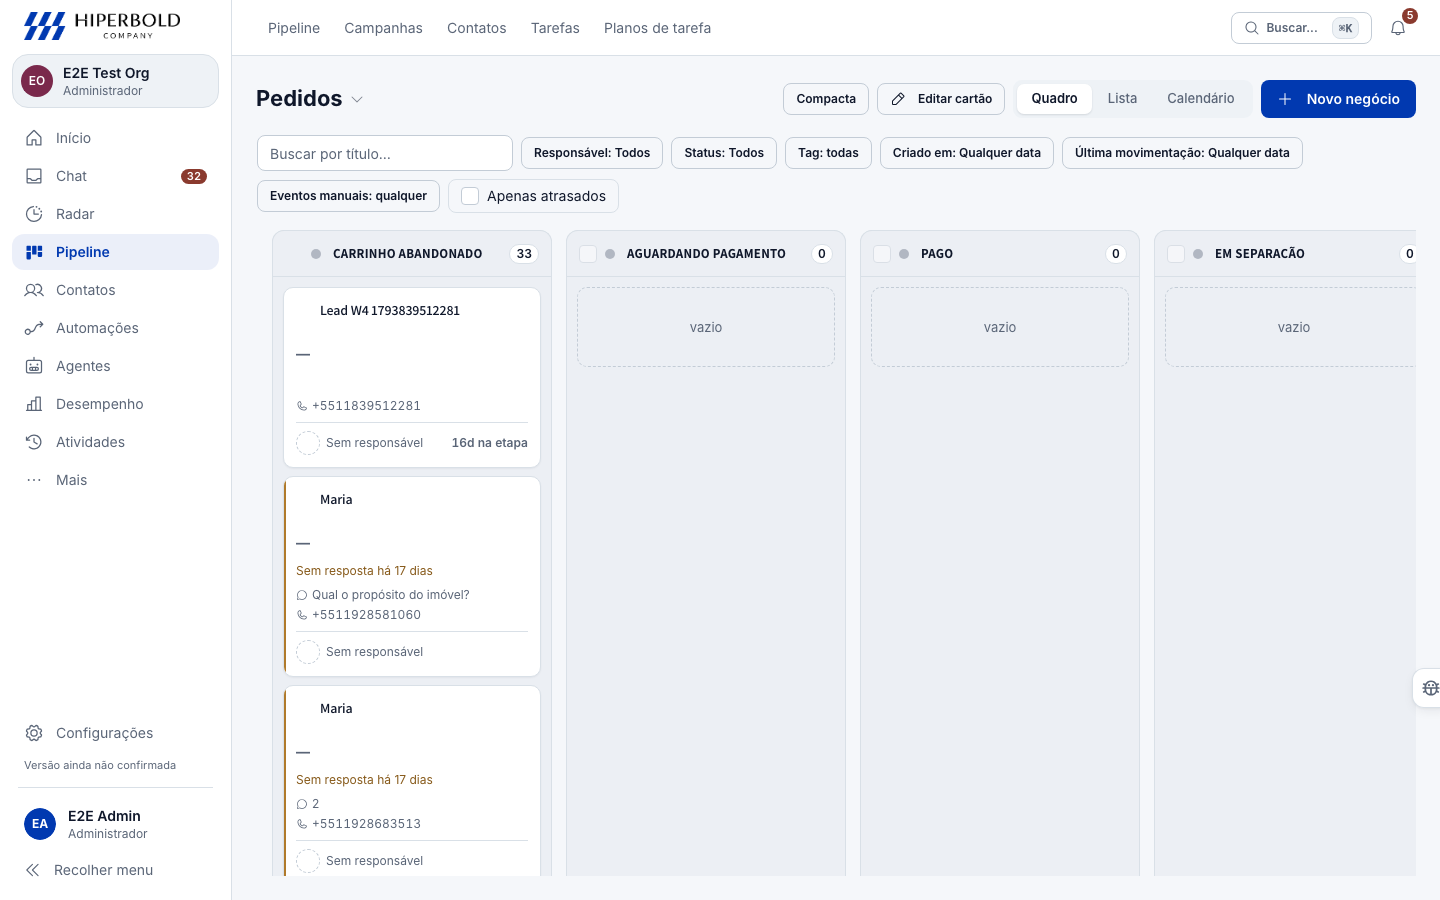 HIPERBOLD
COMPANY
EO
E2E Test Org
Administrador
Início
Chat
32
Radar
Pipeline
Contatos
Automações
Agentes
Desempenho
Atividades
Mais
Configurações
Versão ainda não confirmada
EA
E2E Admin
Administrador
Recolher menu
Pipeline Campanhas Contatos Tarefas Planos de tarefa
Buscar... ⌘K
5
Pedidos
Compacta
Editar cartão
Quadro Lista Calendário
Novo negócio
Buscar por título...
Responsável: Todos
Status: Todos
Tag: todas
Criado em: Qualquer data
Última movimentação: Qualquer data
Eventos manuais: qualquer
Apenas atrasados
CARRINHO ABANDONADO 33
Lead W4 1793839512281
—
+5511839512281
Sem responsável 16d na etapa
Maria
—
Sem resposta há 17 dias
Qual o propósito do imóvel?
+5511928581060
Sem responsável
Maria
—
Sem resposta há 17 dias
2
+5511928683513
Sem responsável
AGUARDANDO PAGAMENTO 0
vazio
PAGO 0
vazio
EM SEPARAÇÃO 0
vazio